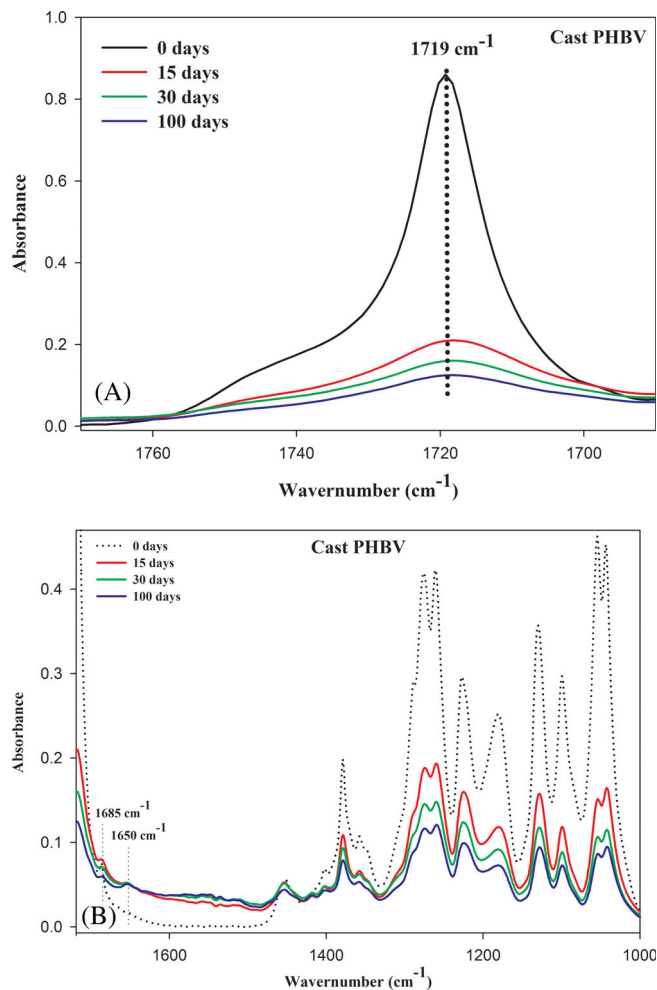 1.0
0.8
0.6
0.4
0.2
0.0
Absorbance
0 days
15 days
30 days
100 days
1719 cm-1
Cast PHBV
(A)
1760
1740
1720
1700
Wavernumber (cm-1)
Cast PHBV
0 days
15 days
30 days
100 days
0.4
0.3
0.2
0.1
0.0
Absorbance
1685 cm-1
1650 cm-1
(B)
1600
1400
1200
1000
Wavernumber (cm-1)